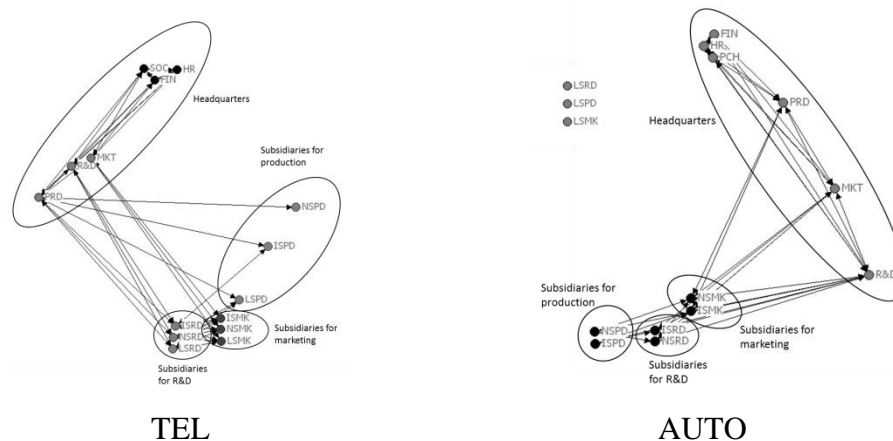 SOC
HR
FIN
Headquarters
MKT
R&D
PRD
Subsidiaries for
production
NSPD
ISPD
LSPD
ISMK
NSMK
LSMK
Subsidiaries for
marketing
ISRD
NSRD
LSRD
Subsidiaries
for R&D
TEL
FIN
HR
PCH
LSRD
LSPD
LSMK
Headquarters
PRD
MKT
R&D
Subsidiaries for
production
NSMK
ISMK
Subsidiaries for
marketing
NSPD
ISPD
ISRD
NSRD
Subsidiaries
for R&D
AUTO